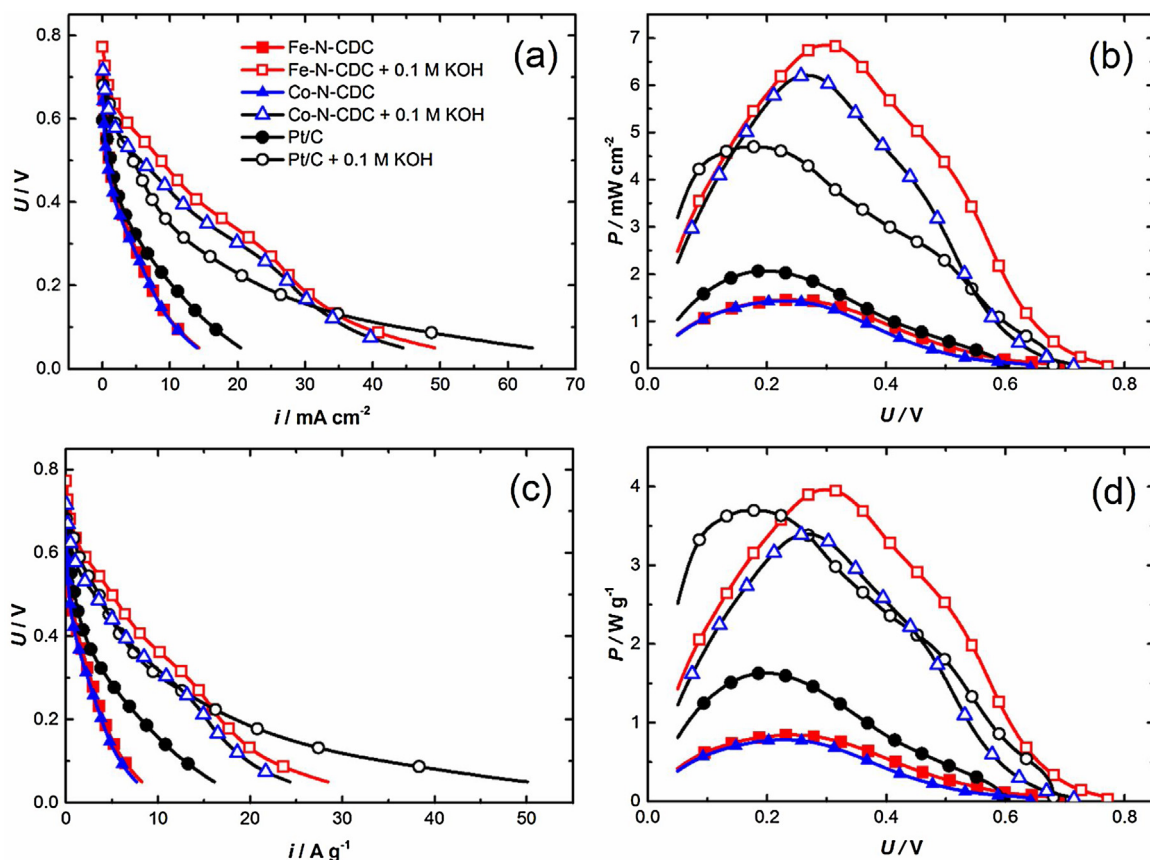 (a)
0.8
0.6
0.4
0.2
0.0
U / V
Fe-N-CDC
Fe-N-CDC + 0.1 M KOH
Co-N-CDC
Co-N-CDC + 0.1 M KOH
Pt/C
Pt/C + 0.1 M KOH
0 10 20 30 40 50 60 70
i / mA cm⁻²
(b)
7
6
5
4
3
2
1
0
P / mW cm⁻²
0.0 0.2 0.4 0.6 0.8
U / V
(c)
0.8
0.6
0.4
0.2
0.0
U / V
0 10 20 30 40 50
i / A g⁻¹
(d)
4
3
2
1
0
P / W g⁻¹
0.0 0.2 0.4 0.6 0.8
U / V